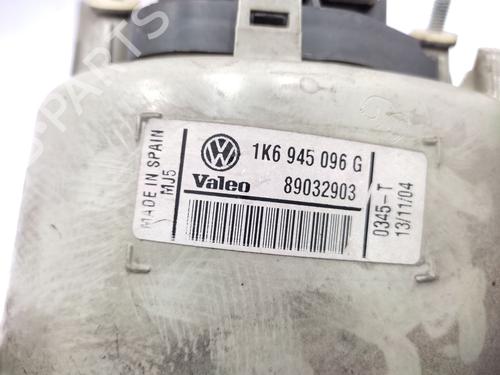 MADE IN SPAIN
MJ5
1K6 945 096 G
Valeo
89032903
0345-T
13/11/04